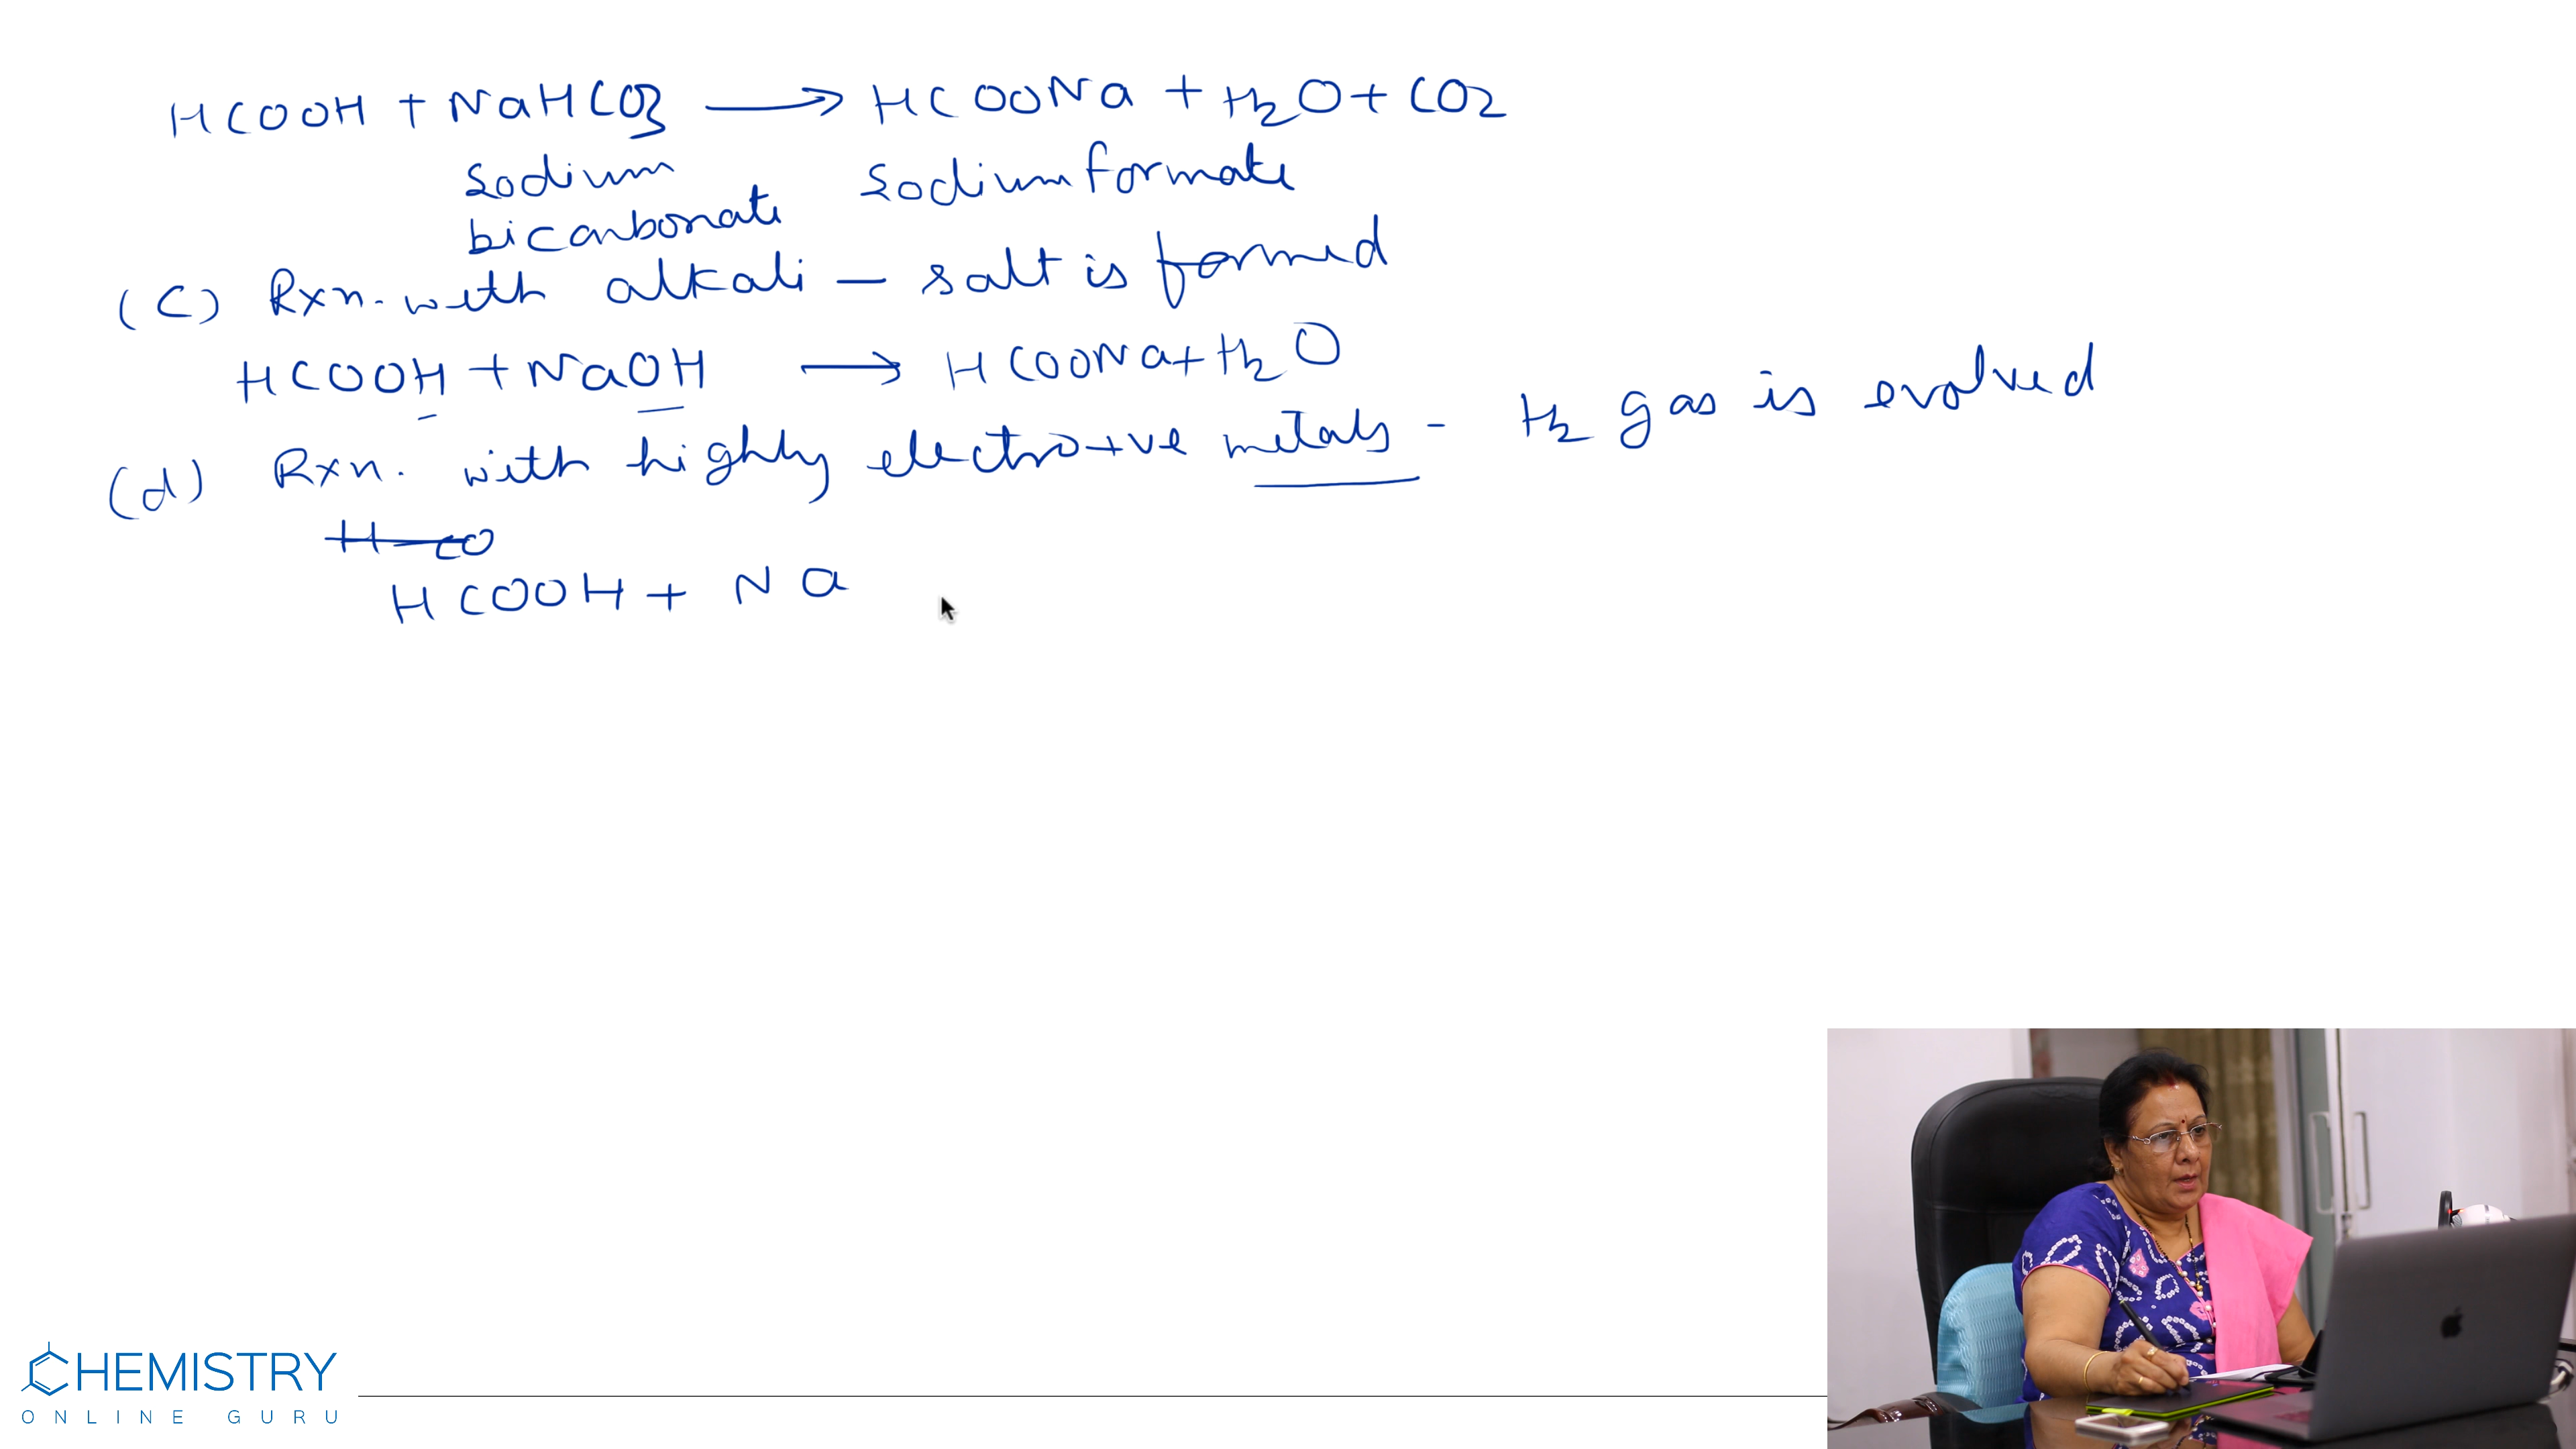 HCOOH + NaHCO3 ⟶ HCOONa + H2O + CO2
sodium sodium formate
bicarbonate
(C) Rxn. with alkali — salt is formed
HCOOH + NaOH ⟶ HCOONa + H2O
(d) Rxn. with highly electro+ve metals - H2 gas is evolved
H-CO
HCOOH + Na
CHEMISTRY
ONLINE GURU